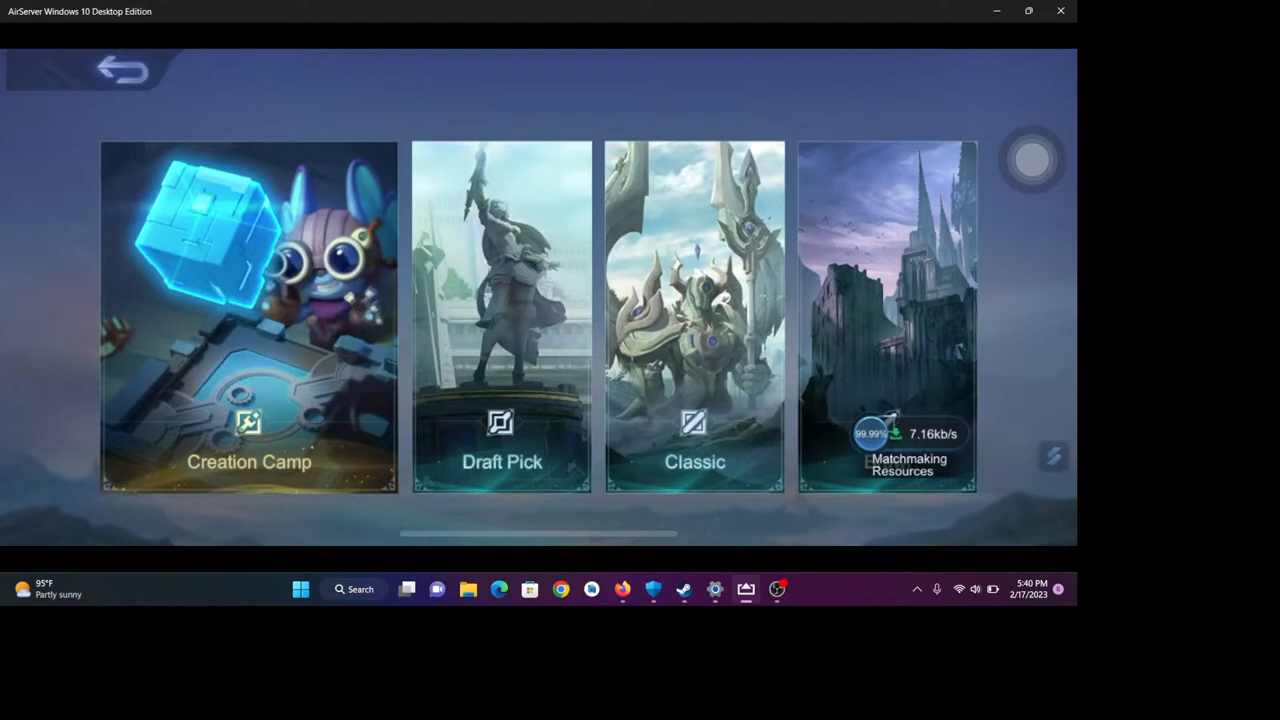 AirServer Windows 10 Desktop Edition
Creation Camp
Draft Pick
Classic
99.99%
7.16kb/s
Matchmaking
Resources
95°F
Partly sunny
Search
5:40 PM
2/17/2023